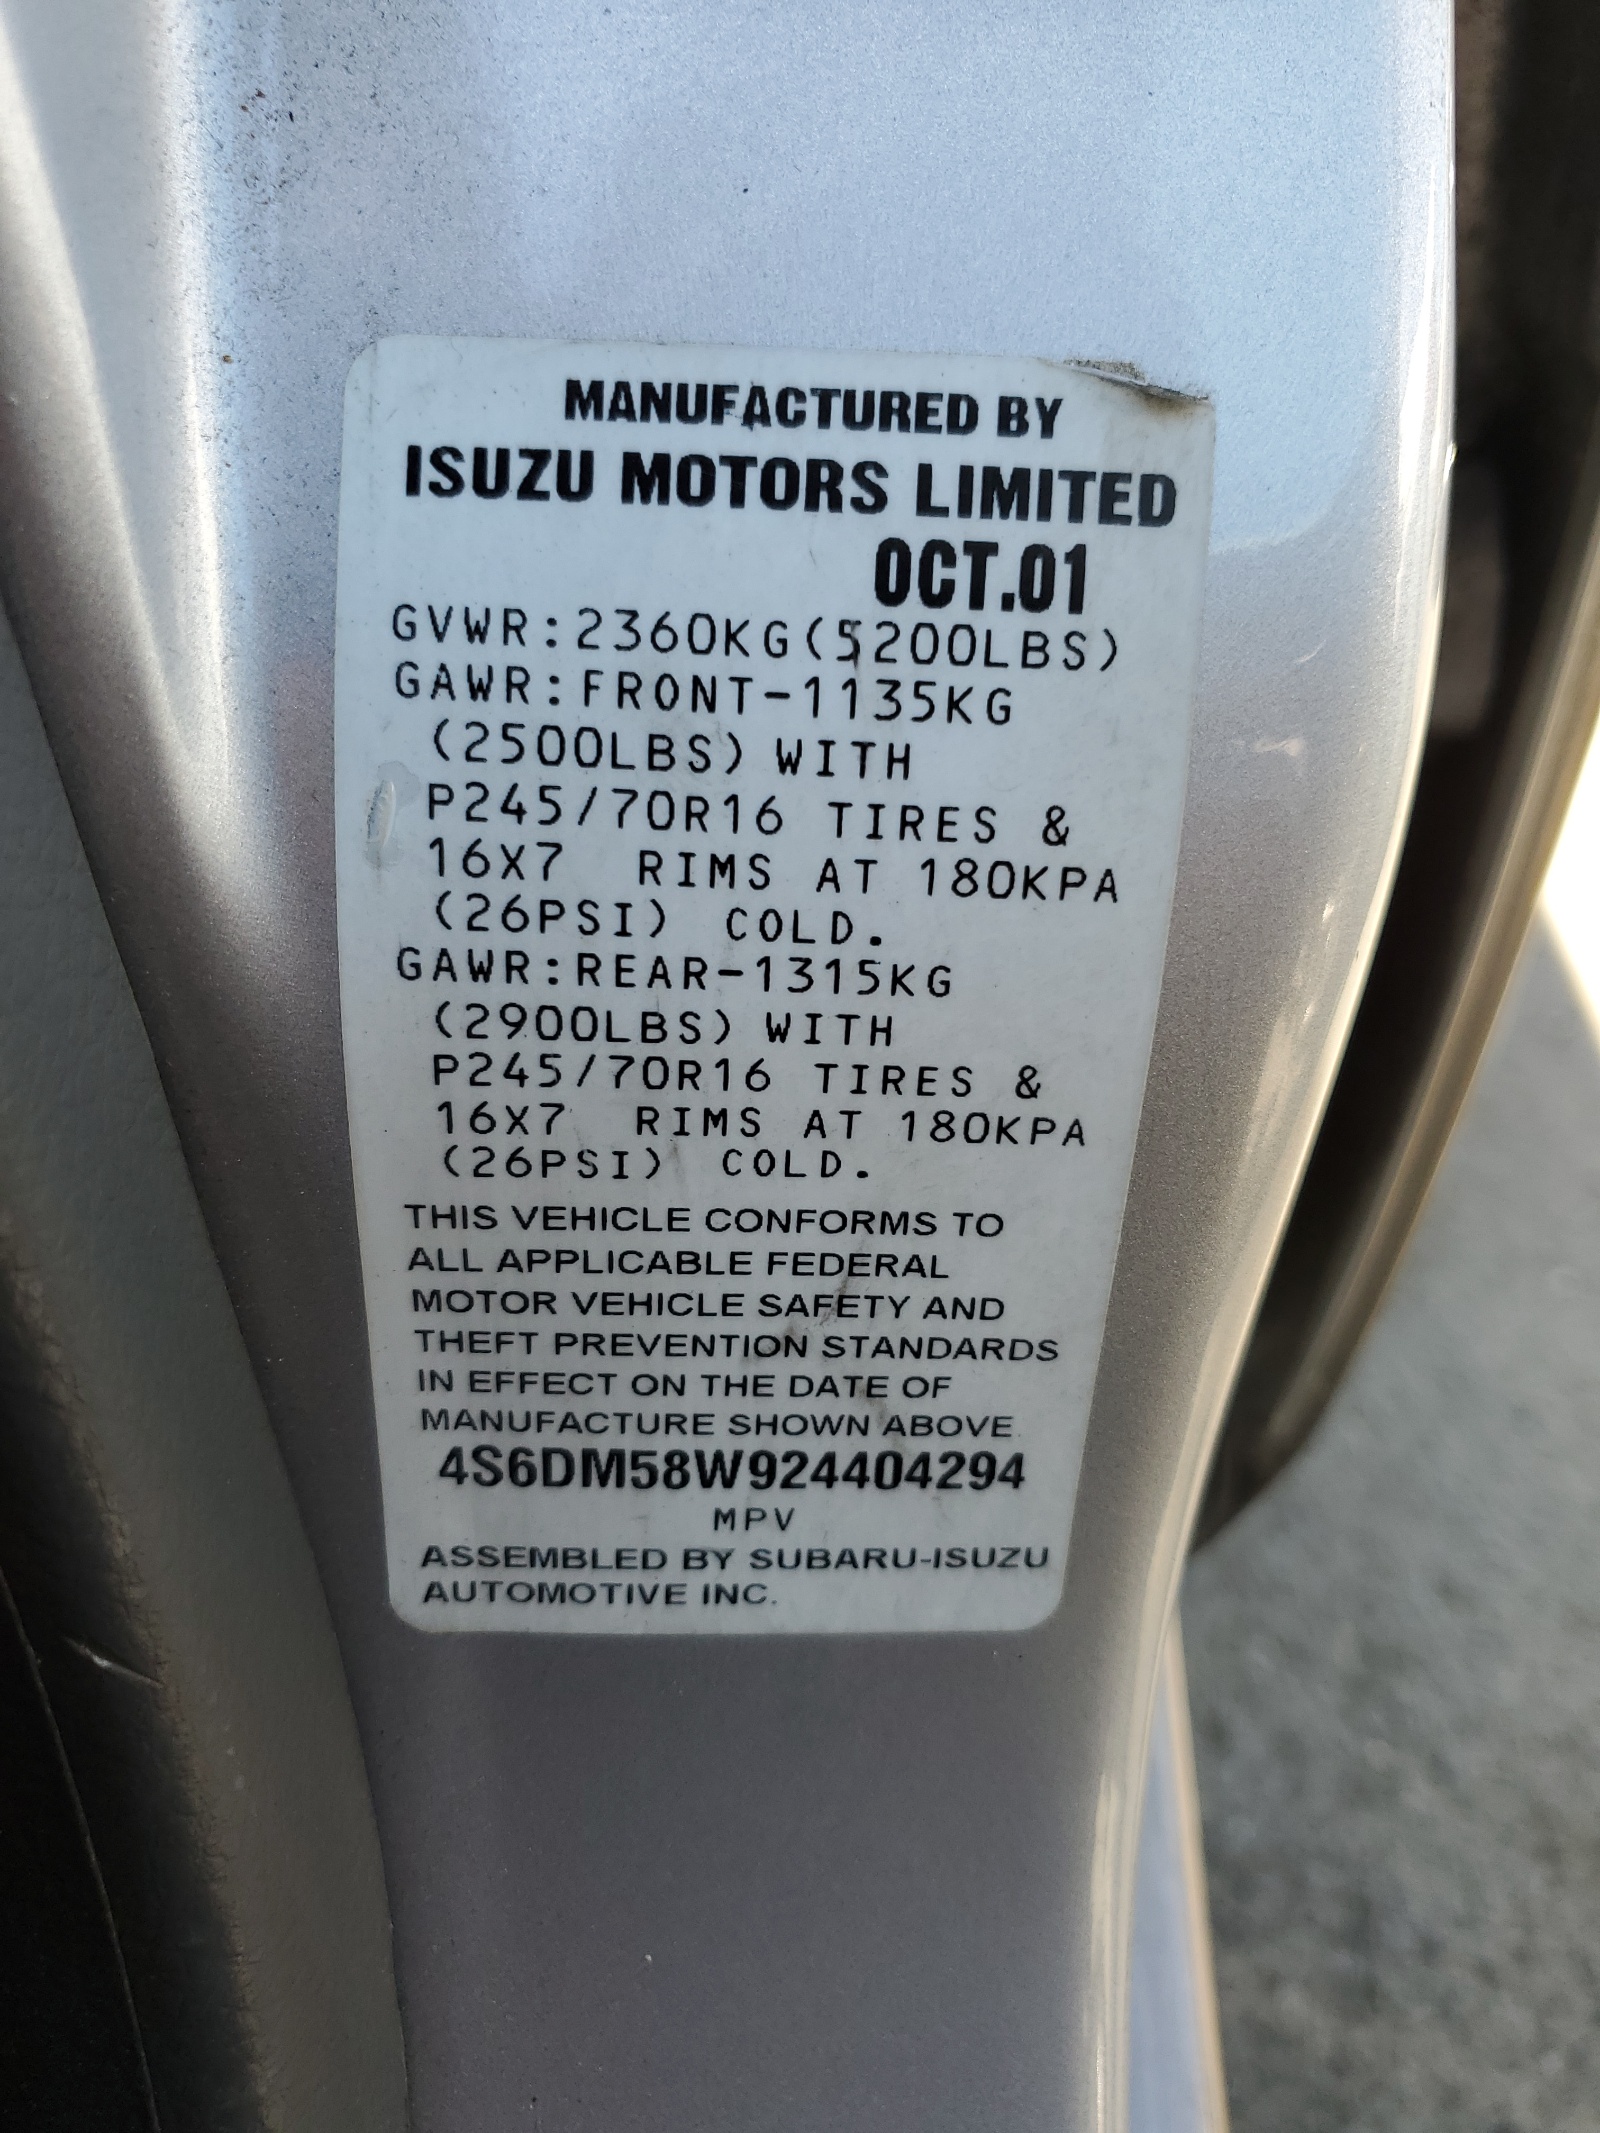 MANUFACTURED BY
ISUZU MOTORS LIMITED
OCT.01
GVWR:2360KG(5200LBS)
GAWR:FRONT-1135KG
(2500LBS) WITH
P245/70R16 TIRES &
16X7 RIMS AT 180KPA
(26PSI) COLD.
GAWR:REAR-1315KG
(2900LBS) WITH
P245/70R16 TIRES &
16X7 RIMS AT 180KPA
(26PSI) COLD.
THIS VEHICLE CONFORMS TO
ALL APPLICABLE FEDERAL
MOTOR VEHICLE SAFETY AND
THEFT PREVENTION STANDARDS
IN EFFECT ON THE DATE OF
MANUFACTURE SHOWN ABOVE.
4S6DM58W924404294
MPV
ASSEMBLED BY SUBARU-ISUZU
AUTOMOTIVE INC.